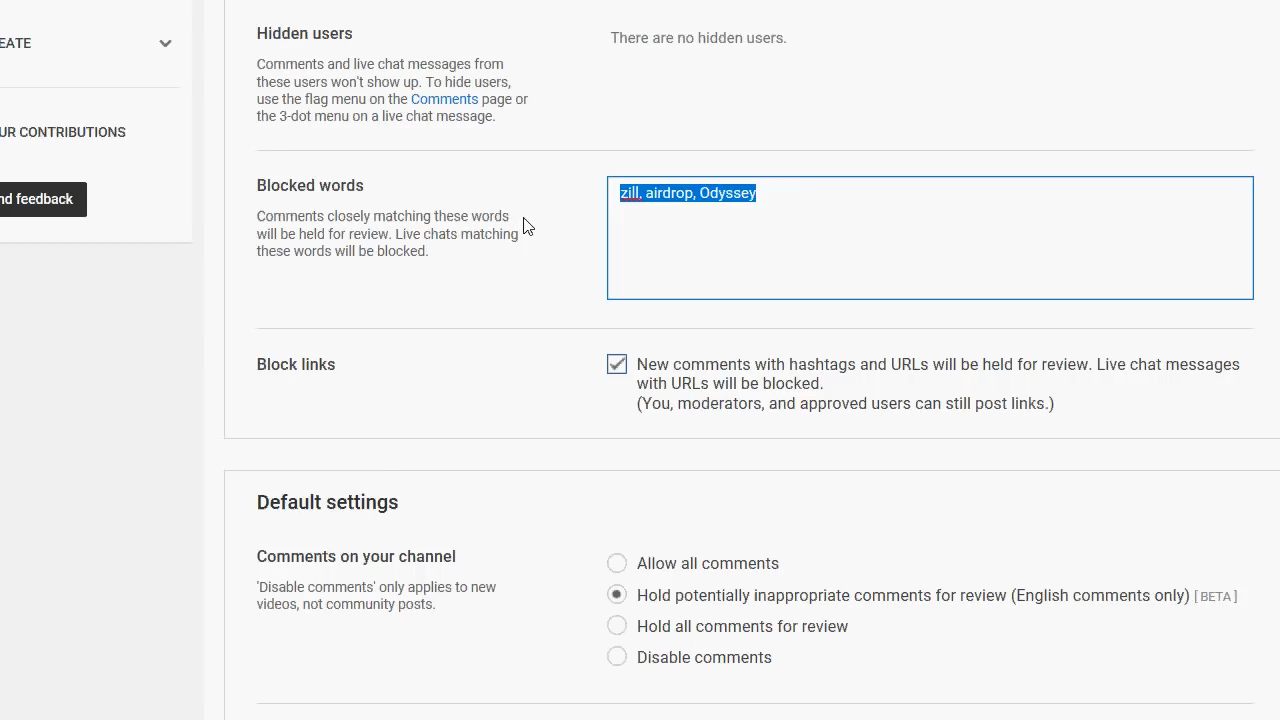 EATE
UR CONTRIBUTIONS
nd feedback
Hidden users
Comments and live chat messages from
these users won't show up. To hide users,
use the flag menu on the Comments page or
the 3-dot menu on a live chat message.
There are no hidden users.
Blocked words
Comments closely matching these words
will be held for review. Live chats matching
these words will be blocked.
zill, airdrop, Odyssey
Block links
New comments with hashtags and URLs will be held for review. Live chat messages
with URLs will be blocked.
(You, moderators, and approved users can still post links.)
Default settings
Comments on your channel
'Disable comments' only applies to new
videos, not community posts.
Allow all comments
Hold potentially inappropriate comments for review (English comments only) [BETA]
Hold all comments for review
Disable comments